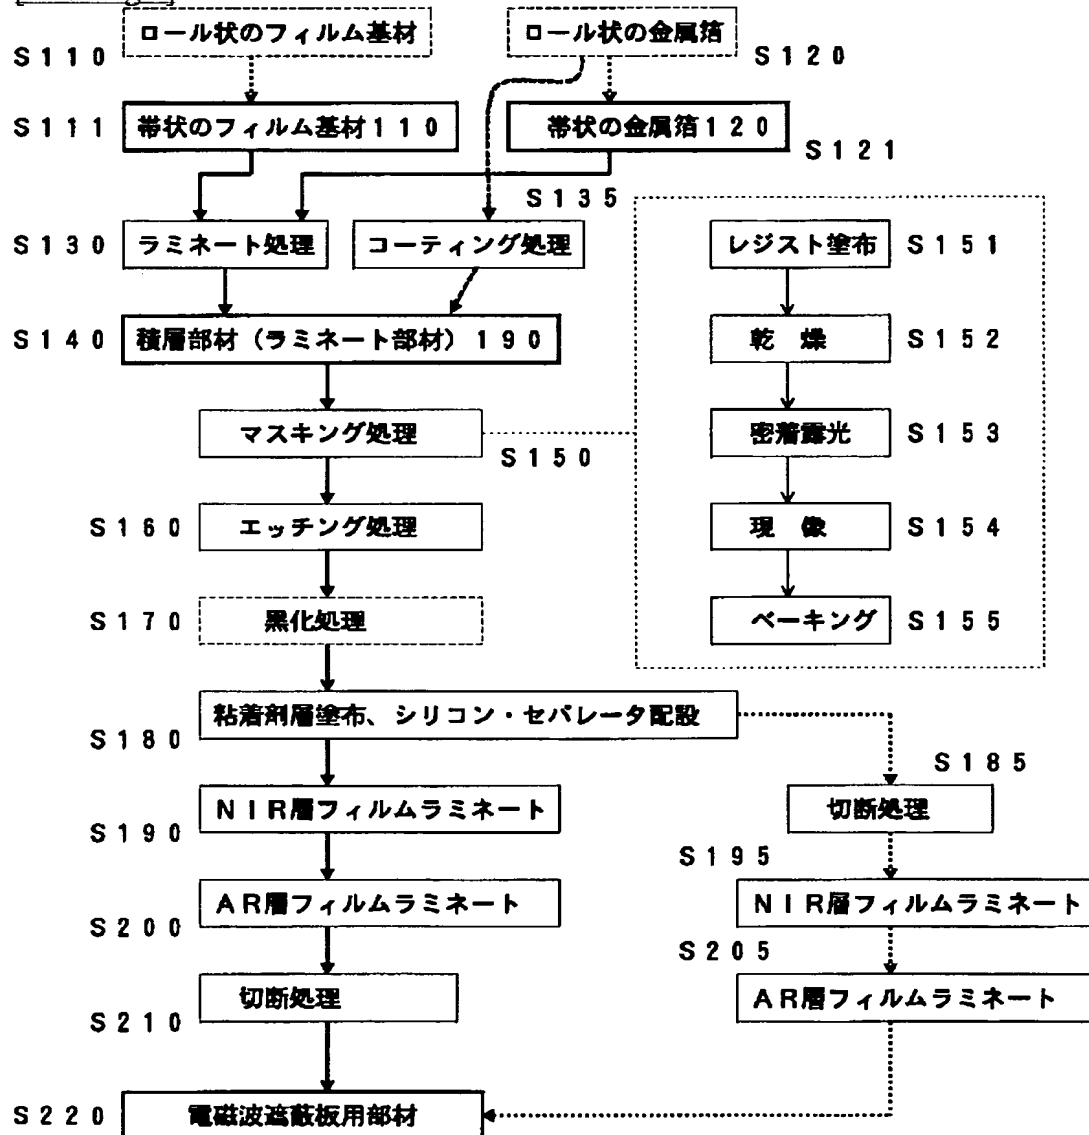 ロール状のフィルム基材
ロール状の金属箔
S110
S120
S111
帯状のフィルム基材110
帯状の金属箔120
S121
S135
S130
ラミネート処理
コーティング処理
レジスト塗布
S151
S140
積層部材(ラミネート部材)190
乾 燥
S152
マスキング処理
S150
密着露光
S153
S160
エッチング処理
現 像
S154
S170
黒化処理
ベーキング
S155
粘着剤層塗布、シリコン・セパレータ配設
S180
S185
NIR層フィルムラミネート
切断処理
S190
S195
AR層フィルムラミネート
NIR層フィルムラミネート
S200
S205
切断処理
AR層フィルムラミネート
S210
S220
電磁波遮蔽板用部材